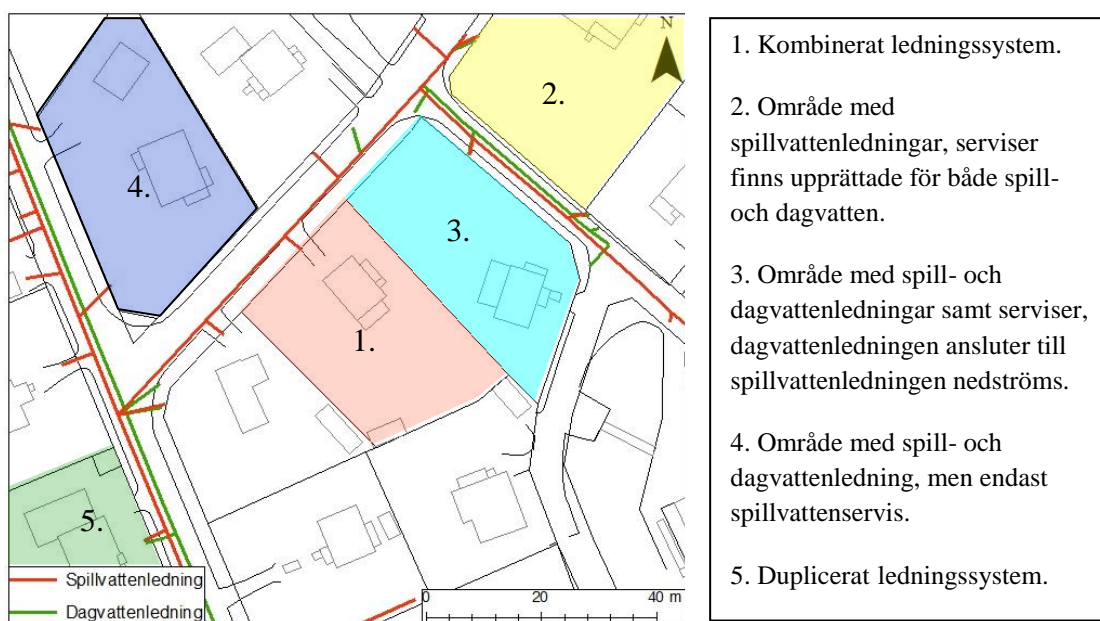 N
2.
4.
3.
1.
5.
Spillvattenledning
Dagvattenledning
0 20 40 m
1. Kombinerat ledningssystem.
2. Område med
spillvattenledningar, serviser
finns upprättade för både spill-
och dagvatten.
3. Område med spill- och
dagvattenledningar samt serviser,
dagvattenledningen ansluter till
spillvattenledningen nedströms.
4. Område med spill- och
dagvattenledning, men endast
spillvattenservis.
5. Duplicerat ledningssystem.